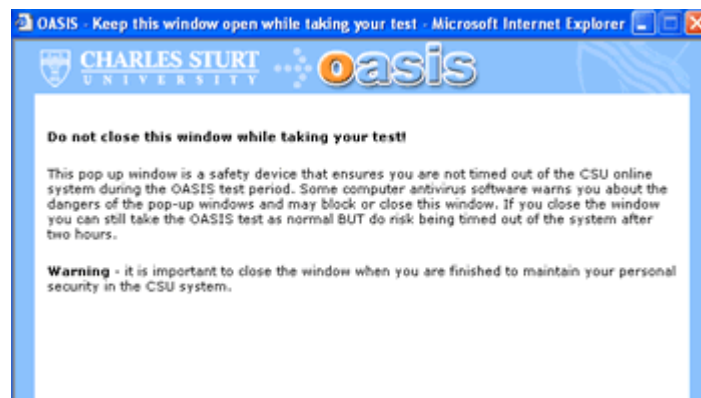 OASIS - Keep this window open while taking your test - Microsoft Internet Explorer
CHARLES STURT
UNIVERSITY
oasis
Do not close this window while taking your test!
This pop up window is a safety device that ensures you are not timed out of the CSU online
system during the OASIS test period. Some computer antivirus software warns you about the
dangers of the pop-up windows and may block or close this window. If you close the window
you can still take the OASIS test as normal BUT do risk being timed out of the system after
two hours.
Warning - it is important to close the window when you are finished to maintain your personal
security in the CSU system.